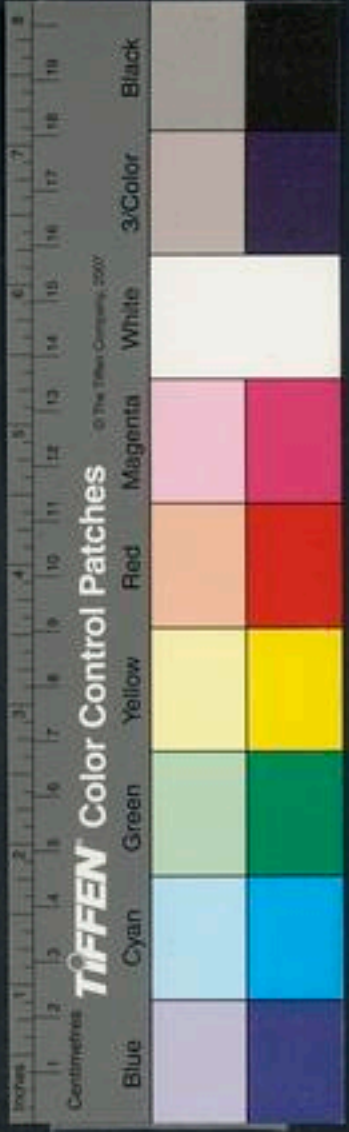 Inches 1 2 3 4 5 6 7 8
Centimetres 1 2 3 4 5 6 7 8 9 10 11 12 13 14 15 16 17 18 19
TIFFEN® Color Control Patches © The Tiffen Company, 2007
Blue Cyan Green Yellow Red Magenta White 3/Color Black